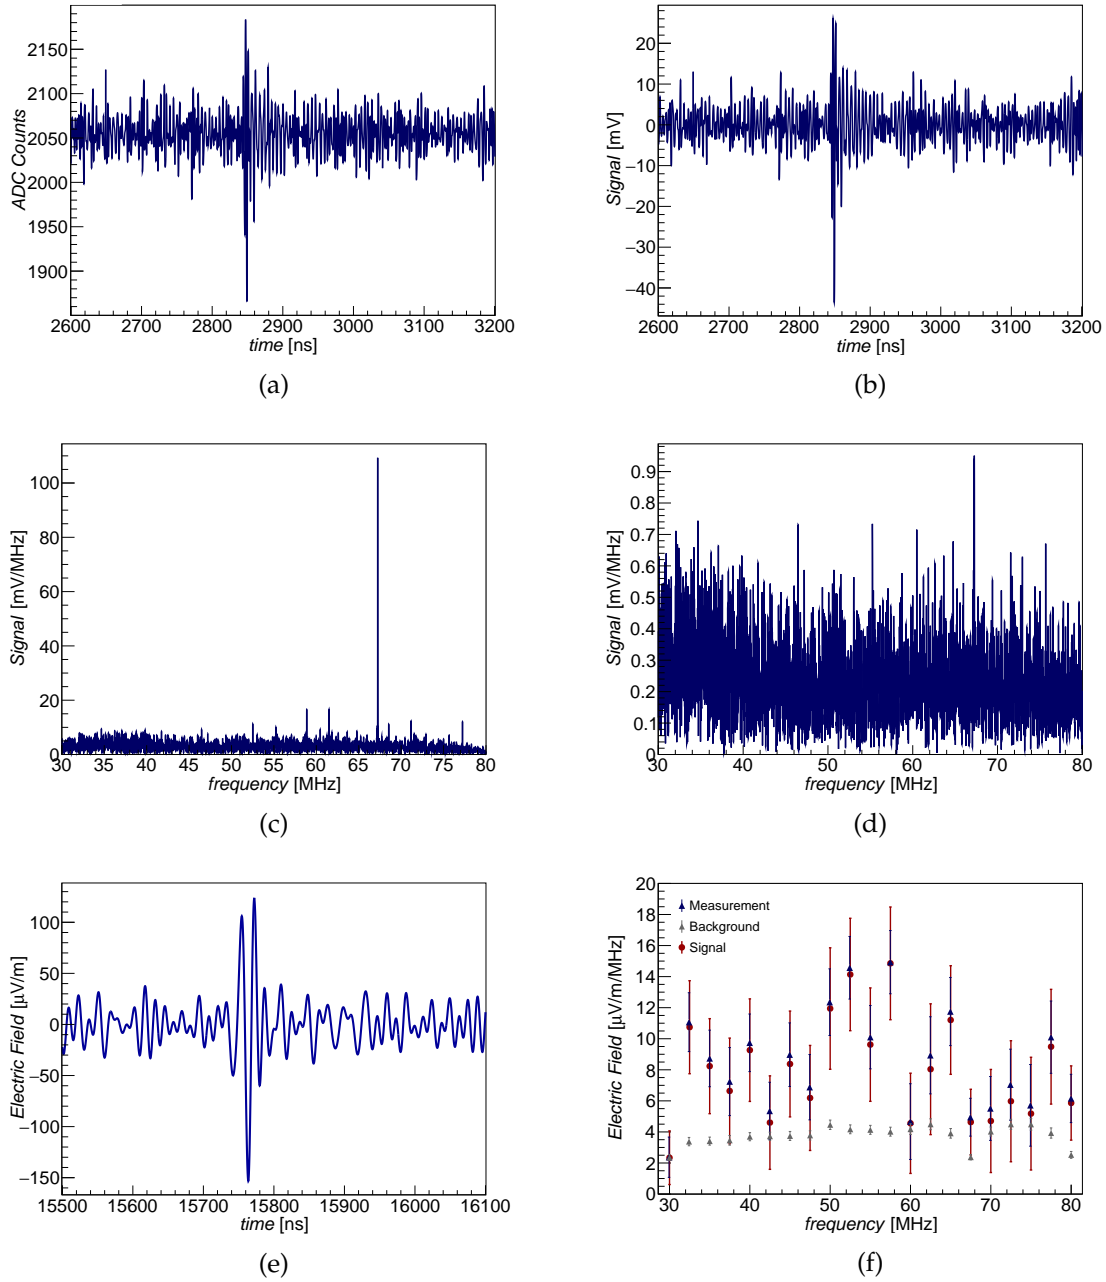 2150
2100
2050
2000
1950
1900
ADC Counts
2600 2700 2800 2900 3000 3100 3200
time [ns]
(a)
20
10
0
−10
−20
−30
−40
Signal [mV]
2600 2700 2800 2900 3000 3100 3200
time [ns]
(b)
100
80
60
40
20
0
Signal [mV/MHz]
30 35 40 45 50 55 60 65 70 75 80
frequency [MHz]
(c)
0.9
0.8
0.7
0.6
0.5
0.4
0.3
0.2
0.1
0
Signal [mV/MHz]
30 40 50 60 70 80
frequency [MHz]
(d)
100
50
0
−50
−100
−150
Electric Field [μV/m]
15500 15600 15700 15800 15900 16000 16100
time [ns]
(e)
20
18
16
14
12
10
8
6
4
2
0
Electric Field [μV/m/MHz]
Measurement
Background
Signal
30 40 50 60 70 80
frequency [MHz]
(f)